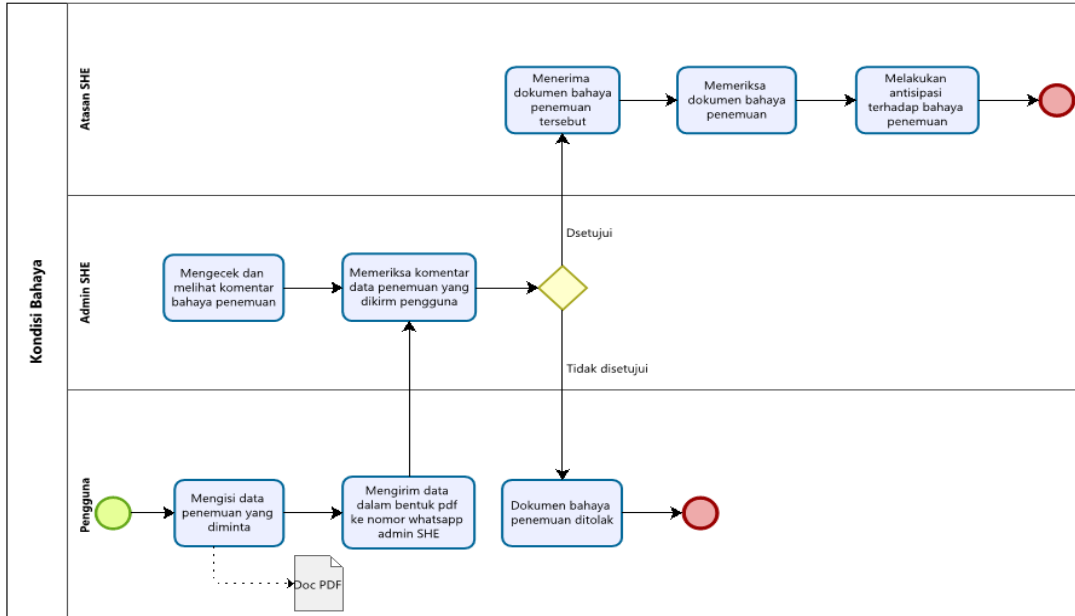 Kondisi Bahaya
Atasan SHE
Menerima
dokumen bahaya
penemuan
tersebut
Memeriksa
dokumen bahaya
penemuan
Melakukan
antisipasi
terhadap bahaya
penemuan
Admin SHE
Mengecek dan
melihat komentar
bahaya penemuan
Memeriksa komentar
data penemuan yang
dikirm pengguna
Dsetujui
Tidak disetujui
Pengguna
Mengisi data
penemuan yang
diminta
Mengirim data
dalam bentuk pdf
ke nomor whatsapp
admin SHE
Dokumen bahaya
penemuan ditolak
Doc PDF